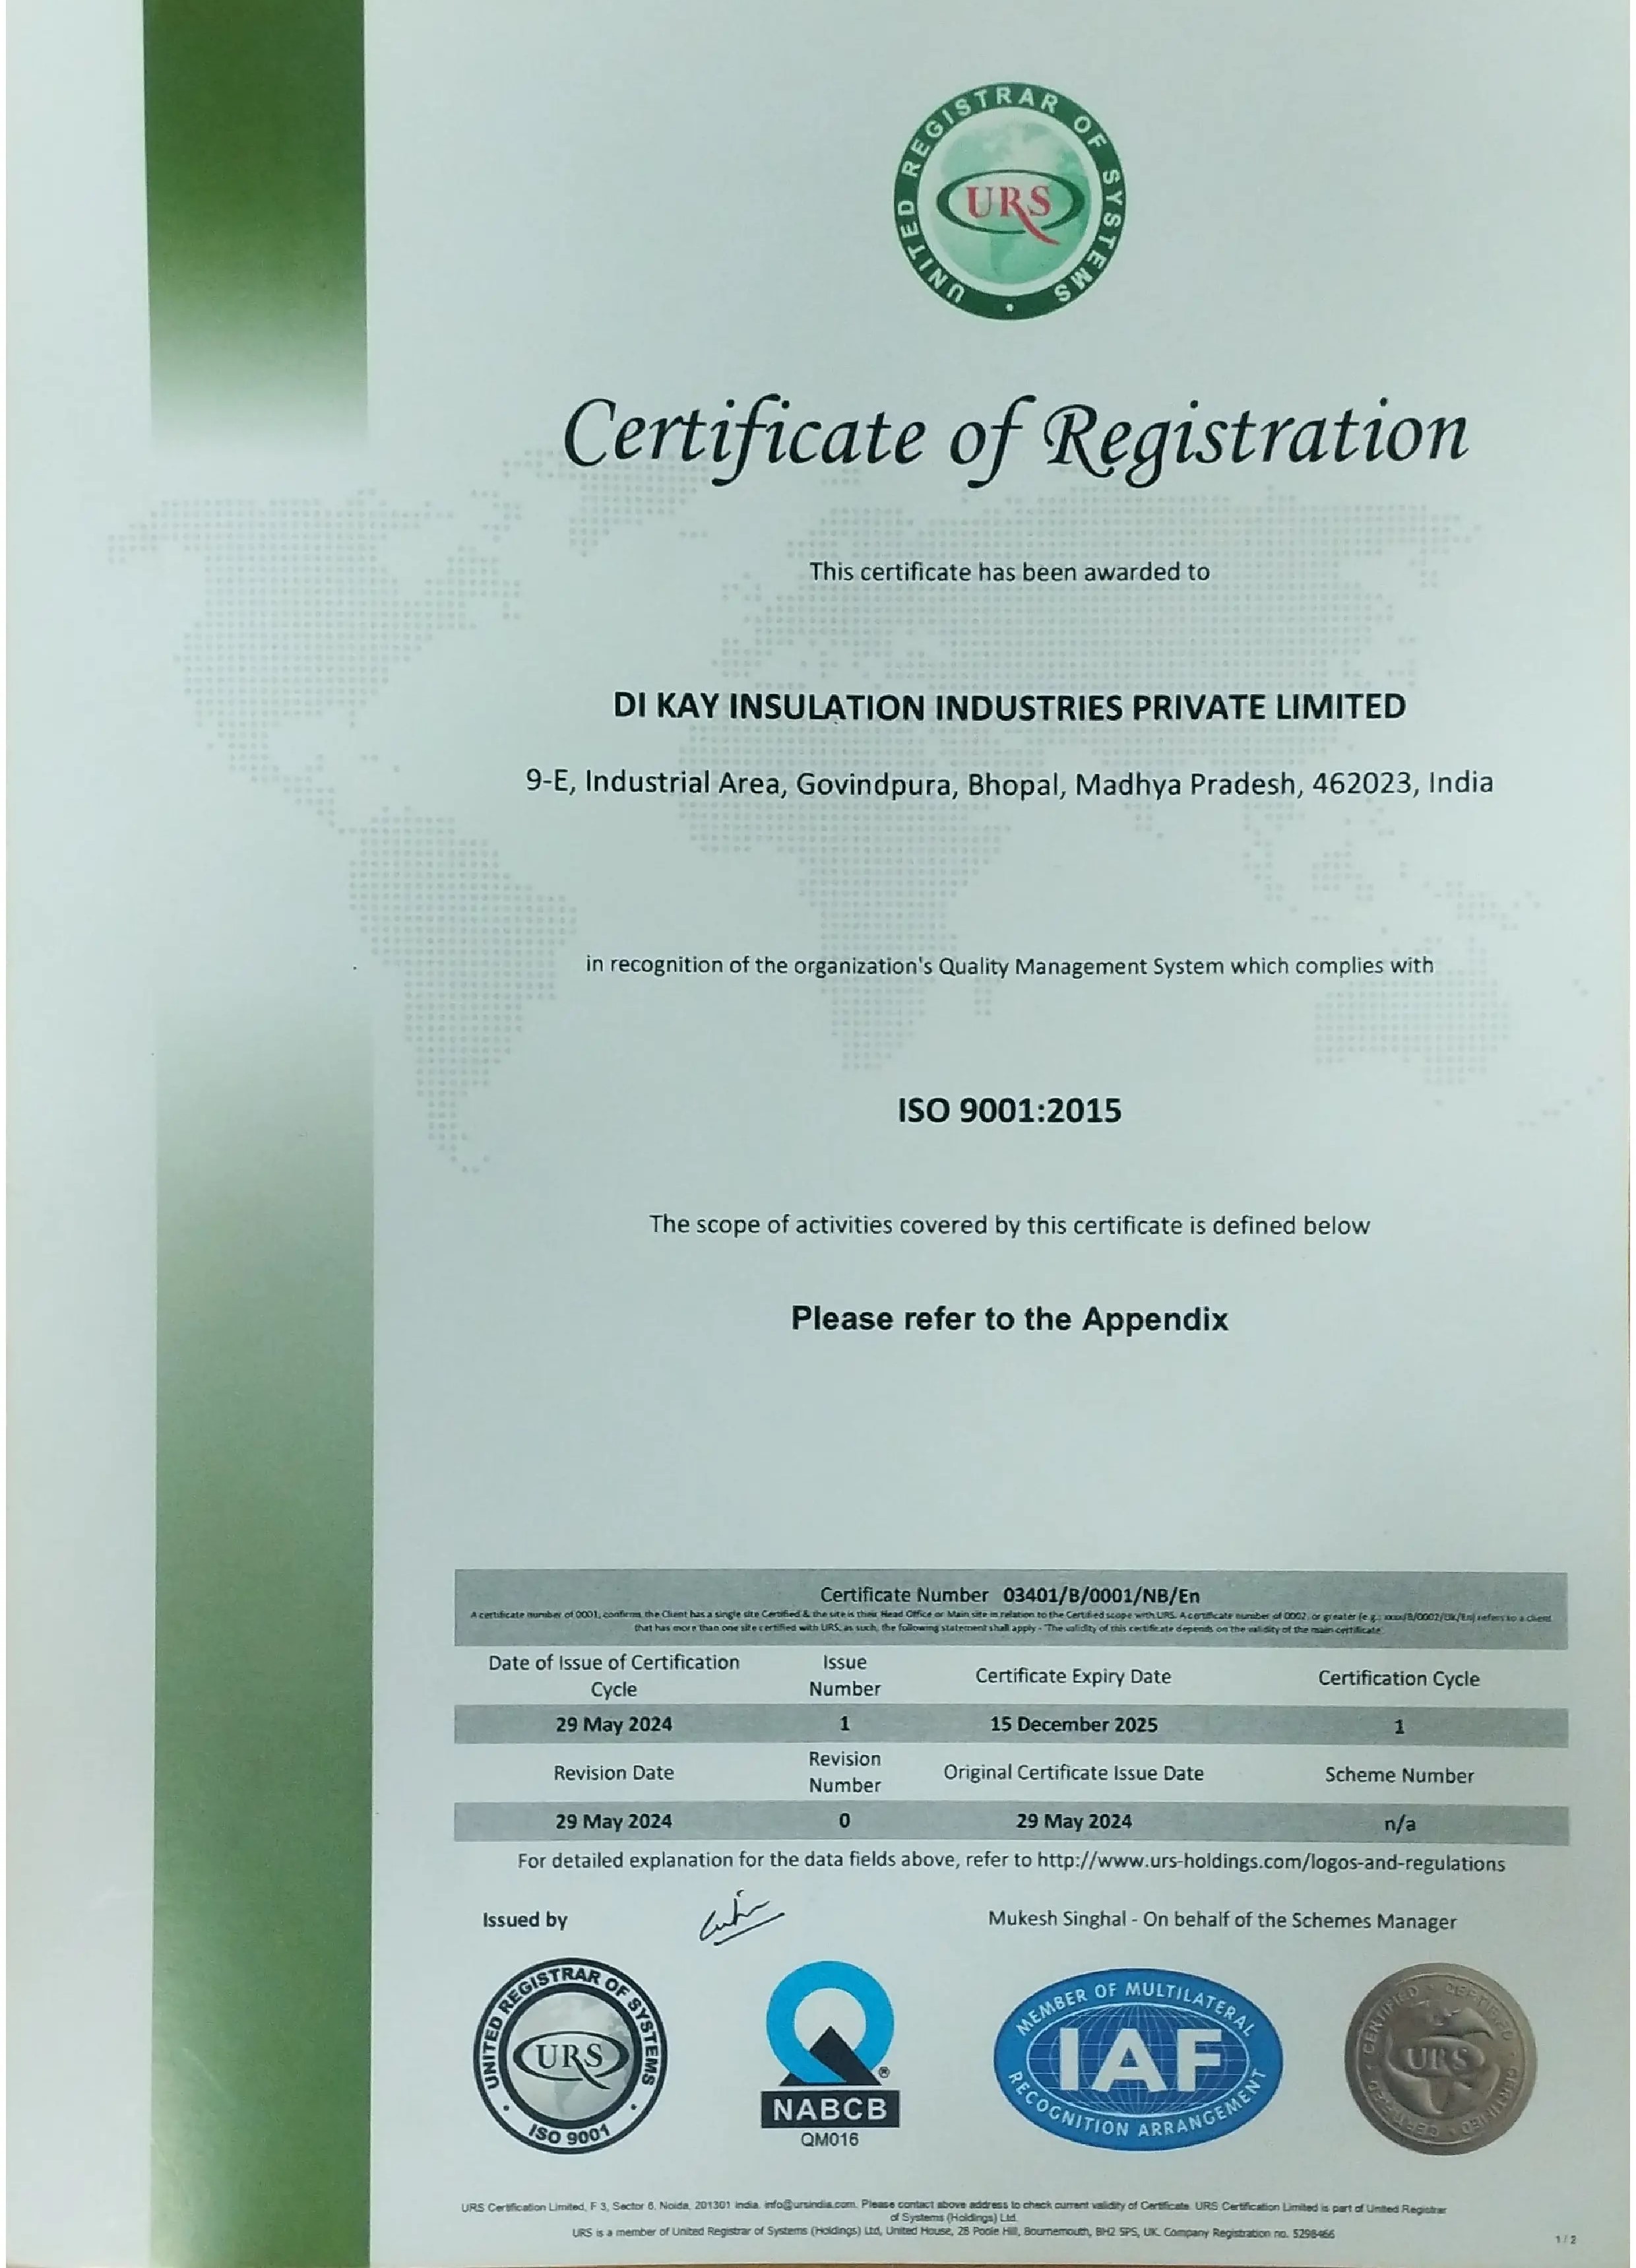 UNITED REGISTRAR OF SYSTEMS
URS
Certificate of Registration
This certificate has been awarded to
DI KAY INSULATION INDUSTRIES PRIVATE LIMITED
9-E, Industrial Area, Govindpura, Bhopal, Madhya Pradesh, 462023, India
in recognition of the organization's Quality Management System which complies with
ISO 9001:2015
The scope of activities covered by this certificate is defined below
Please refer to the Appendix
Certificate Number 03401/B/0001/NB/En
A certificate number of 0001, confirms the Client has a single site Certified & the site is their Head Office or Main site in relation to the Certified scope with URS. A certificate number of 0002, or greater (e.g.: xxxx/B/0002/UK/En) refers to a client
that has more than one site certified with URS, as such, the following statement shall apply - 'The validity of this certificate depends on the validity of the main certificate'
Date of Issue of Certification Cycle
Issue Number
Certificate Expiry Date
Certification Cycle
29 May 2024 1 15 December 2025 1
Revision Date
Revision Number
Original Certificate Issue Date
Scheme Number
29 May 2024 0 29 May 2024 n/a
For detailed explanation for the data fields above, refer to http://www.urs-holdings.com/logos-and-regulations
Issued by
Mukesh Singhal - On behalf of the Schemes Manager
UNITED REGISTRAR OF SYSTEMS
URS
ISO 9001
®
NABCB
QM016
MEMBER OF MULTILATERAL
IAF
RECOGNITION ARRANGEMENT
CERTIFIED · CERTIFIED · CERTIFIED · CERTIFIED · CERTIFIED
URS
URS Certification Limited, F 3, Sector 6, Noida, 201301 India. info@ursindia.com. Please contact above address to check current validity of Certificate. URS Certification Limited is part of United Registrar
of Systems (Holdings) Ltd.
URS is a member of United Registrar of Systems (Holdings) Ltd, United House, 28 Poole Hill, Bournemouth, BH2 5PS, UK. Company Registration no. 5298466
1 / 2